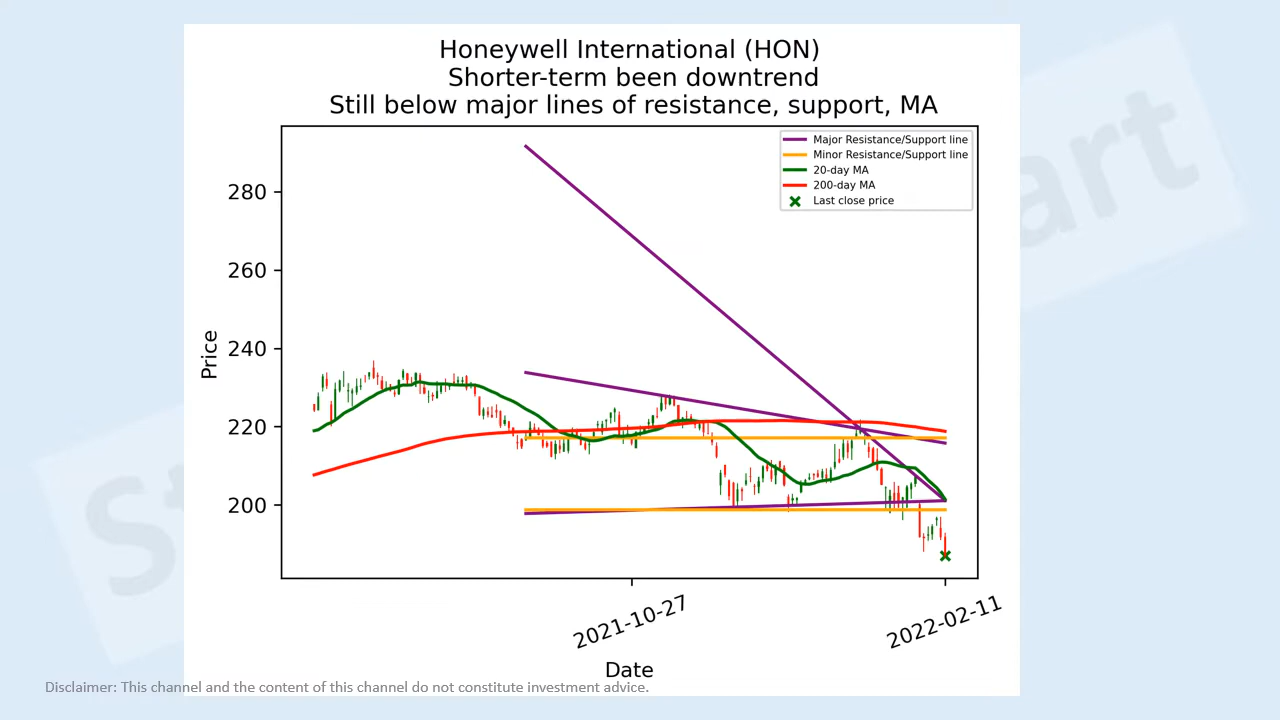 Honeywell International (HON)
Shorter-term been downtrend
Still below major lines of resistance, support, MA
Major Resistance/Support line
Minor Resistance/Support line
20-day MA
200-day MA
Last close price
280
260
240
220
200
Price
2021-10-27
2022-02-11
Date
Disclaimer: This channel and the content of this channel do not constitute investment advice.
art
St